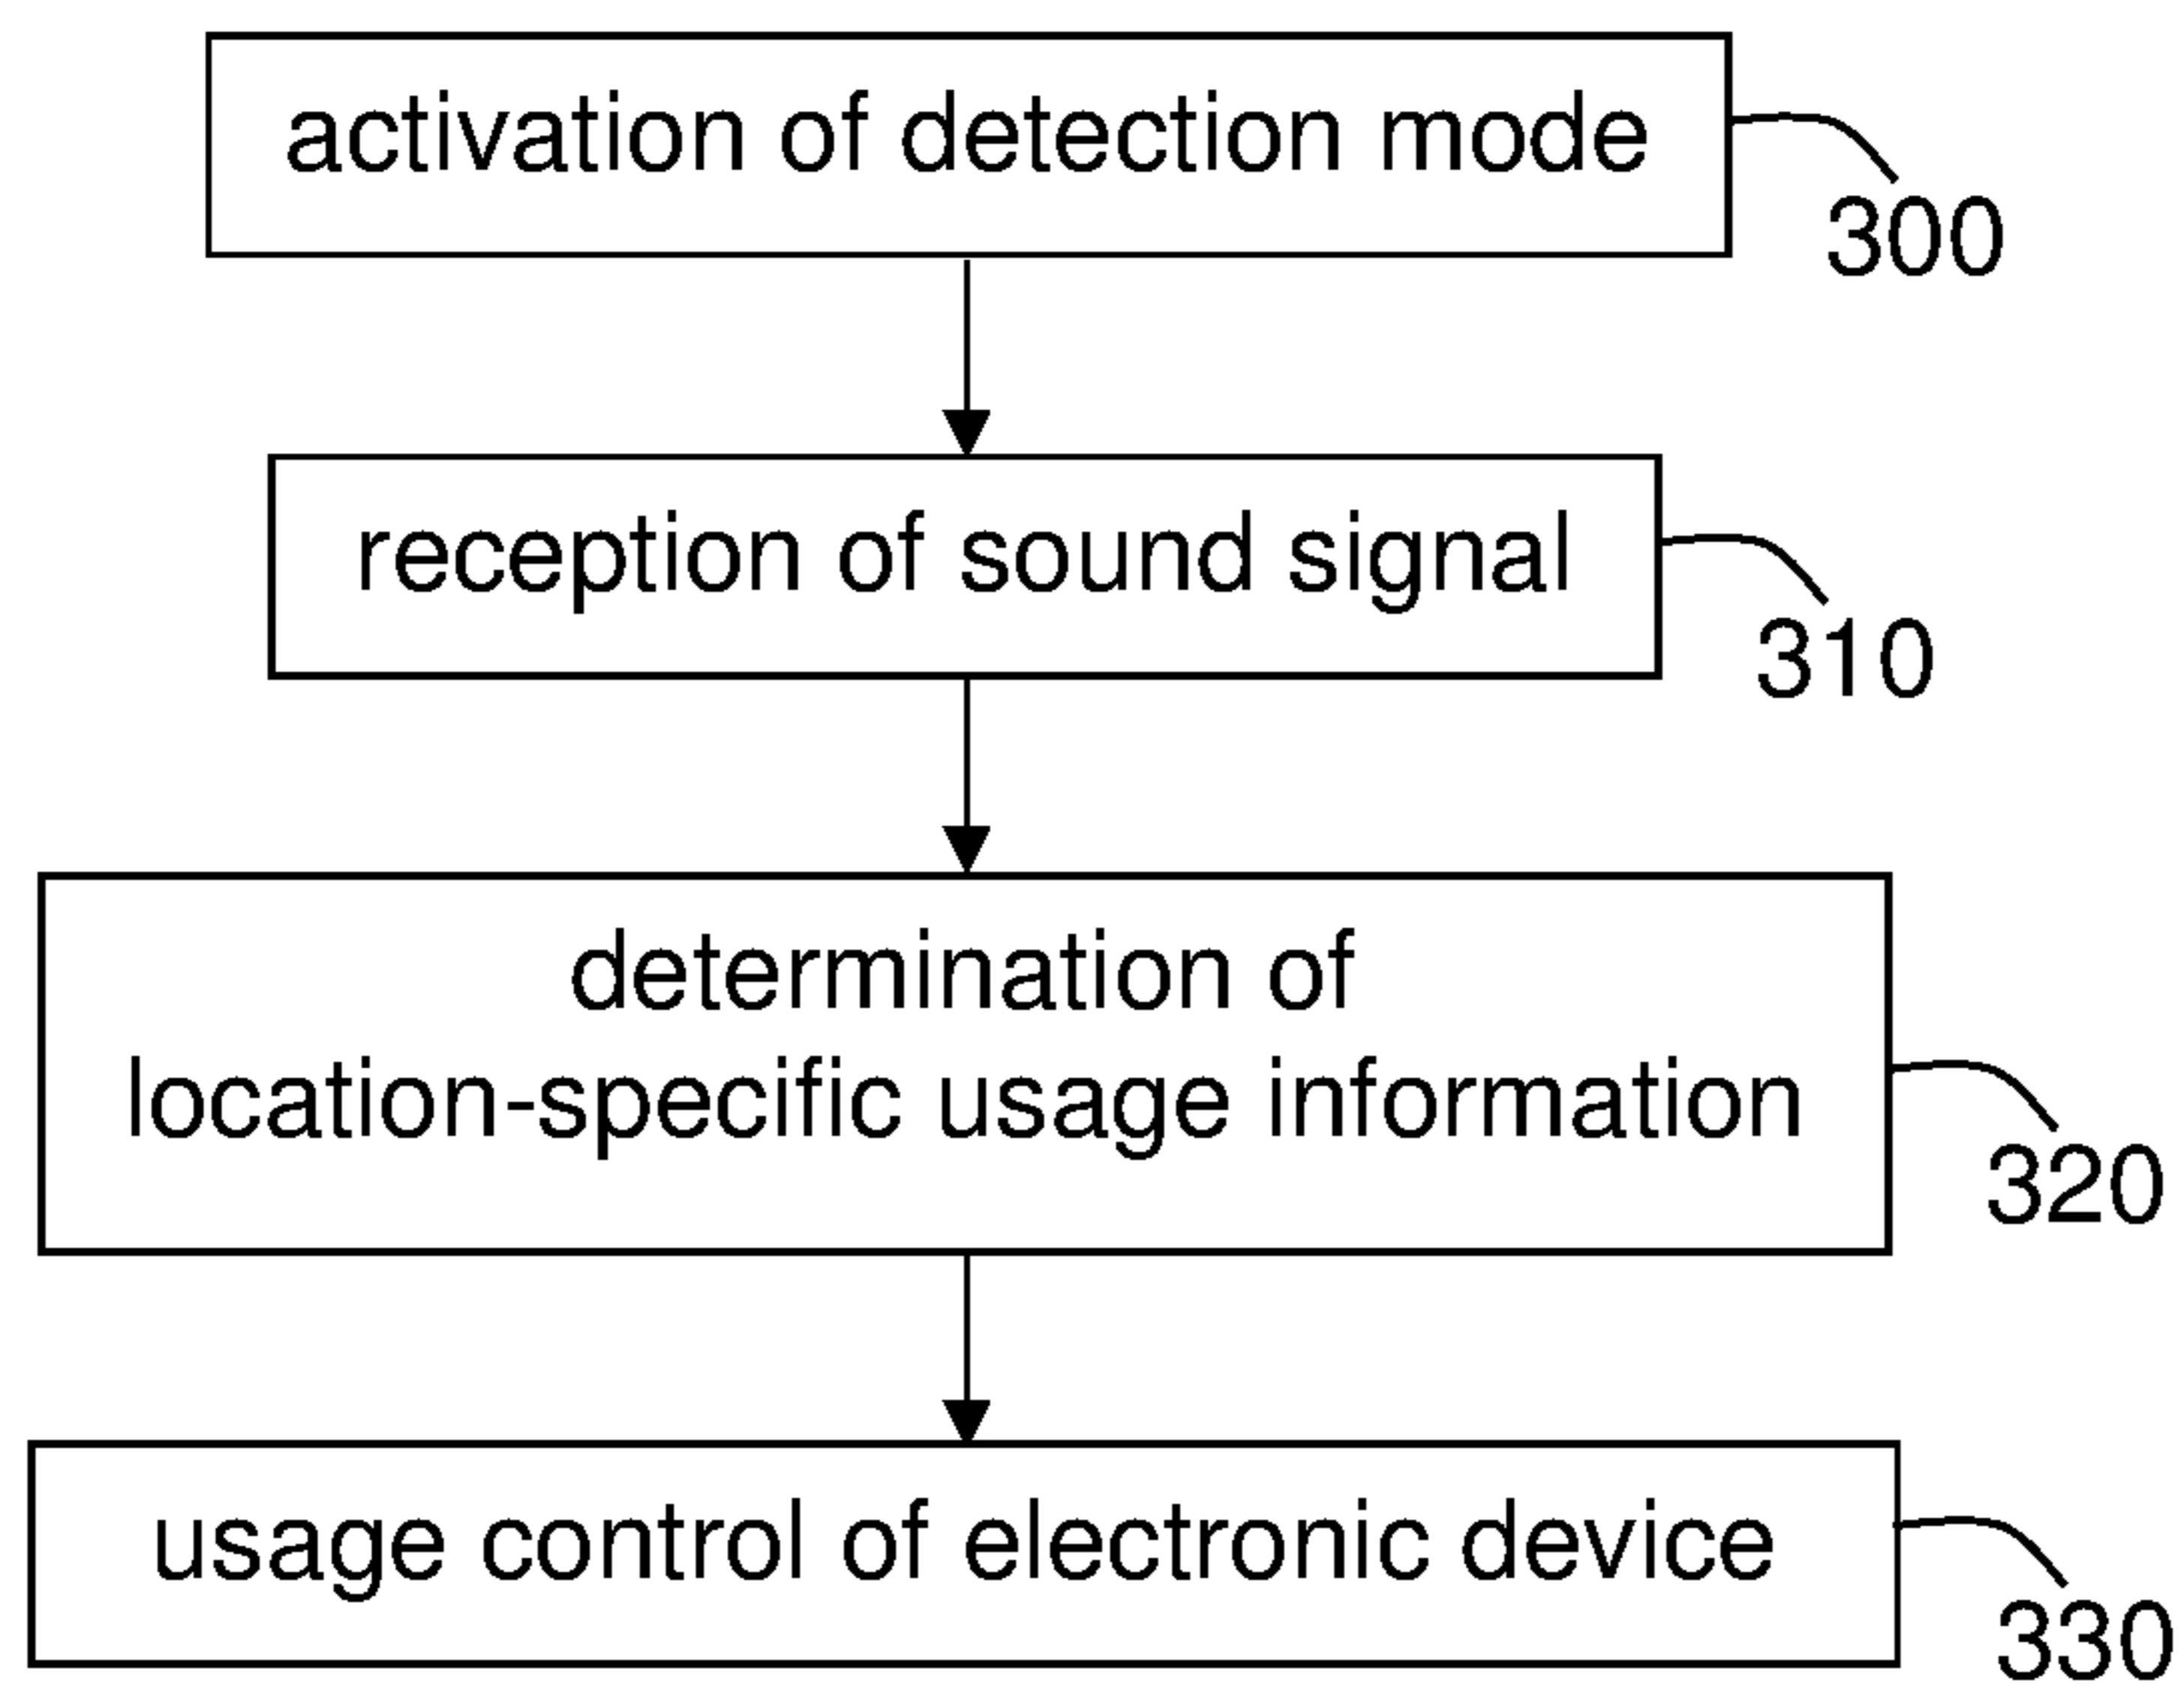 activation of detection mode
300
reception of sound signal
310
determination of
location-specific usage information
320
usage control of electronic device
330